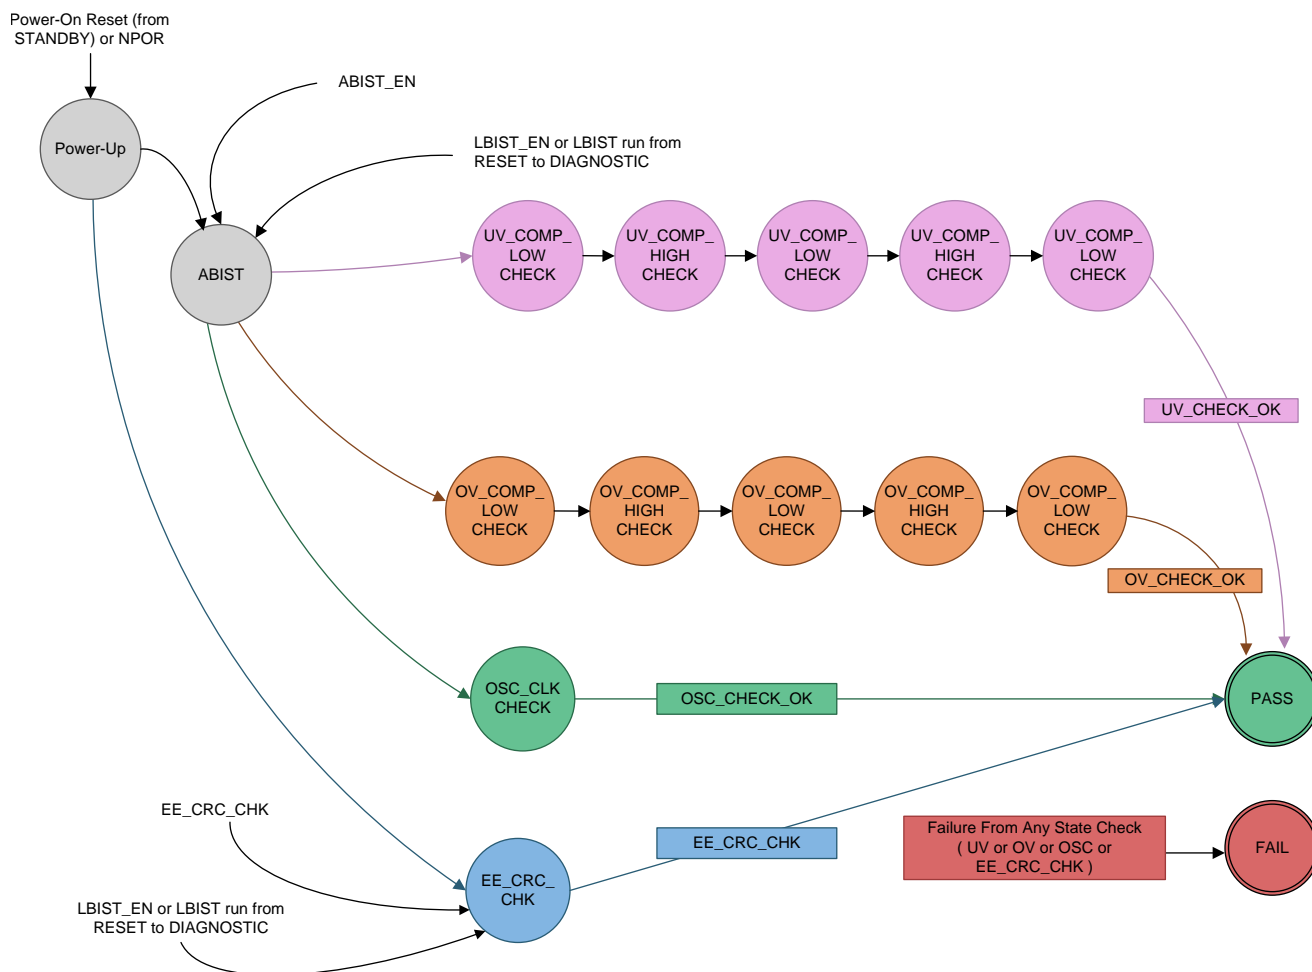 Power-On Reset (from
STANDBY) or NPOR
ABIST_EN
Power-Up
LBIST_EN or LBIST run from
RESET to DIAGNOSTIC
ABIST
UV_COMP_
LOW
CHECK
UV_COMP_
HIGH
CHECK
UV_COMP_
LOW
CHECK
UV_COMP_
HIGH
CHECK
UV_COMP_
LOW
CHECK
UV_CHECK_OK
OV_COMP_
LOW
CHECK
OV_COMP_
HIGH
CHECK
OV_COMP_
LOW
CHECK
OV_COMP_
HIGH
CHECK
OV_COMP_
LOW
CHECK
OV_CHECK_OK
OSC_CLK
CHECK
OSC_CHECK_OK
PASS
EE_CRC_CHK
EE_CRC_
CHK
EE_CRC_CHK
Failure From Any State Check
( UV or OV or OSC or
EE_CRC_CHK )
FAIL
LBIST_EN or LBIST run from
RESET to DIAGNOSTIC